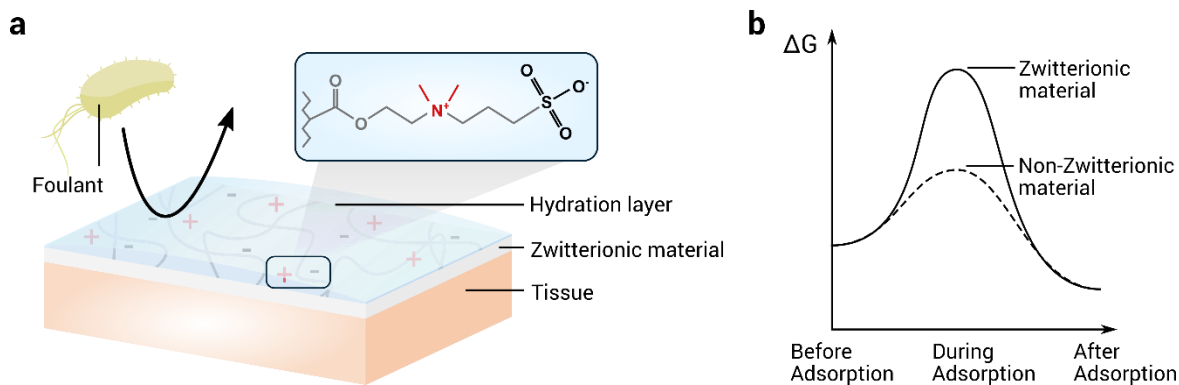 a
Foulant
O
O
N+
S
O
O-
O
Hydration layer
Zwitterionic material
Tissue
+
-
+
+
-
-
-
+
-
b
ΔG
Zwitterionic
material
Non-Zwitterionic
material
Before
Adsorption
During
Adsorption
After
Adsorption